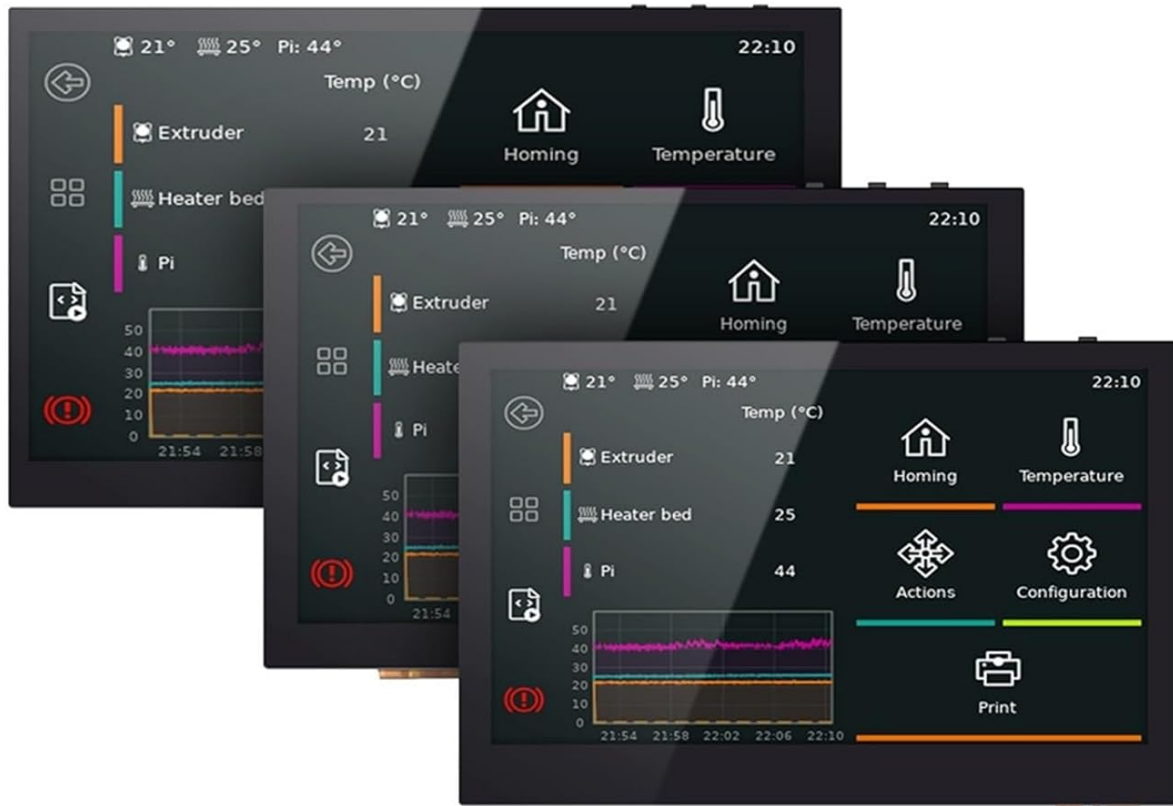 21° 25° Pi: 44° 22:10
Temp (°C)
Extruder 21
Homing Temperature
Heater bed
Pi
50
40
30
20
10
0
21:54 21:58
21° 25° Pi: 44° 22:10
Temp (°C)
Extruder 21
Homing Temperature
Heate
Pi
50
40
30
20
10
0
21:54
21° 25° Pi: 44° 22:10
Temp (°C)
Extruder 21
Homing Temperature
Heater bed 25
Pi 44
Actions Configuration
50
40
30
20
10
0
Print
21:54 21:58 22:02 22:06 22:10